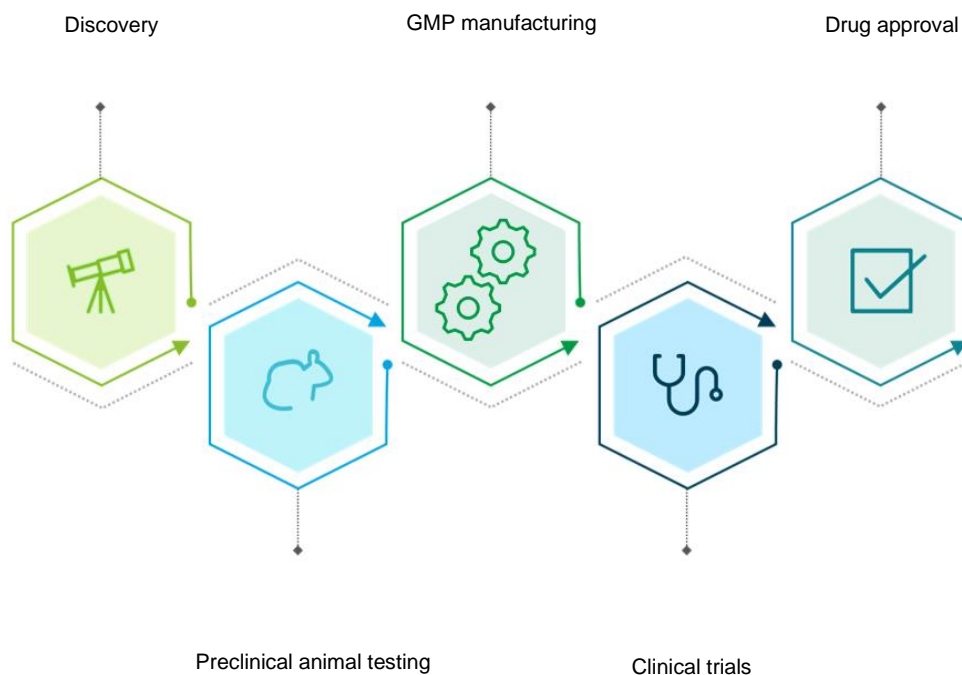 Discovery
GMP manufacturing
Drug approval
Preclinical animal testing
Clinical trials